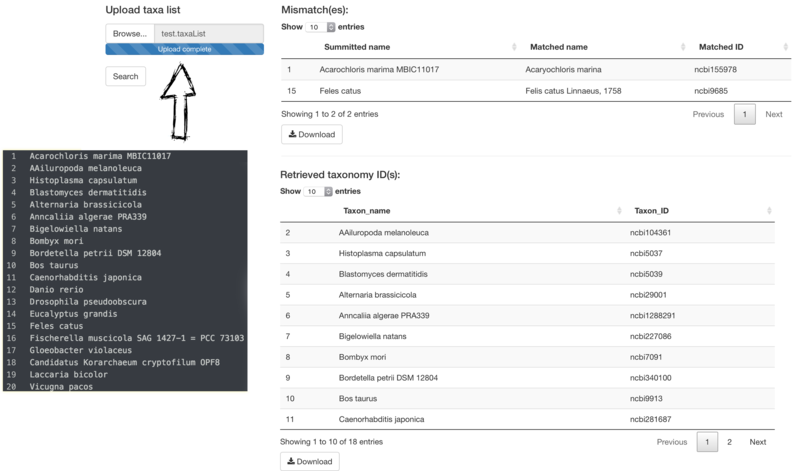 Upload taxa list
Browse... test.taxaList
Upload complete
Search
1 Acarochloris marima MBIC11017
2 AAiluropoda melanoleuca
3 Histoplasma capsulatum
4 Blastomyces dermatitidis
5 Alternaria brassicicola
6 Anncaliia algerae PRA339
7 Bigelowiella natans
8 Bombyx mori
9 Bordetella petrii DSM 12804
10 Bos taurus
11 Caenorhabditis japonica
12 Danio rerio
13 Drosophila pseudoobscura
14 Eucalyptus grandis
15 Feles catus
16 Fischerella muscicola SAG 1427-1 = PCC 73103
17 Gloeobacter violaceus
18 Candidatus Korarchaeum cryptofilum OPF8
19 Laccaria bicolor
20 Vicugna pacos
Mismatch(es):
Show 10 entries
Summitted name Matched name Matched ID
1 Acarochloris marima MBIC11017 Acaryochloris marina ncbi155978
15 Feles catus Felis catus Linnaeus, 1758 ncbi9685
Showing 1 to 2 of 2 entries Previous 1 Next
Download
Retrieved taxonomy ID(s):
Show 10 entries
Taxon_name Taxon_ID
2 AAiluropoda melanoleuca ncbi104361
3 Histoplasma capsulatum ncbi5037
4 Blastomyces dermatitidis ncbi5039
5 Alternaria brassicicola ncbi29001
6 Anncaliia algerae PRA339 ncbi1288291
7 Bigelowiella natans ncbi227086
8 Bombyx mori ncbi7091
9 Bordetella petrii DSM 12804 ncbi340100
10 Bos taurus ncbi9913
11 Caenorhabditis japonica ncbi281687
Showing 1 to 10 of 18 entries Previous 1 2 Next
Download